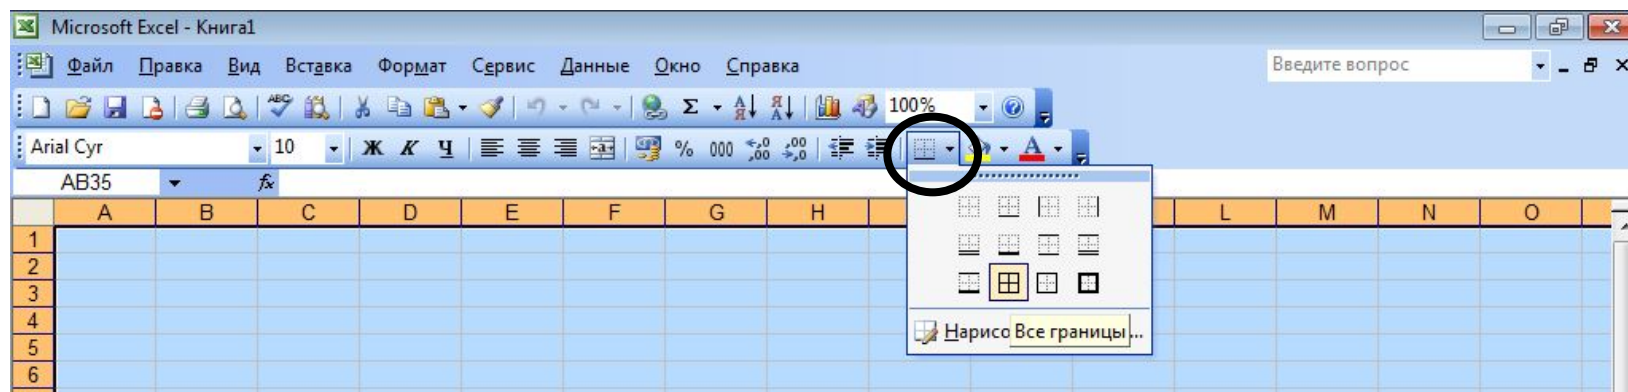 Microsoft Excel - Книга1
Файл Правка Вид Вставка Формат Сервис Данные Окно Справка Введите вопрос
100%
Arial Cyr 10 Ж К Ч % 000
AB35 fx
A B C D E F G H L M N O
1
2
3
4
Нарисо Все границы ...
5
6